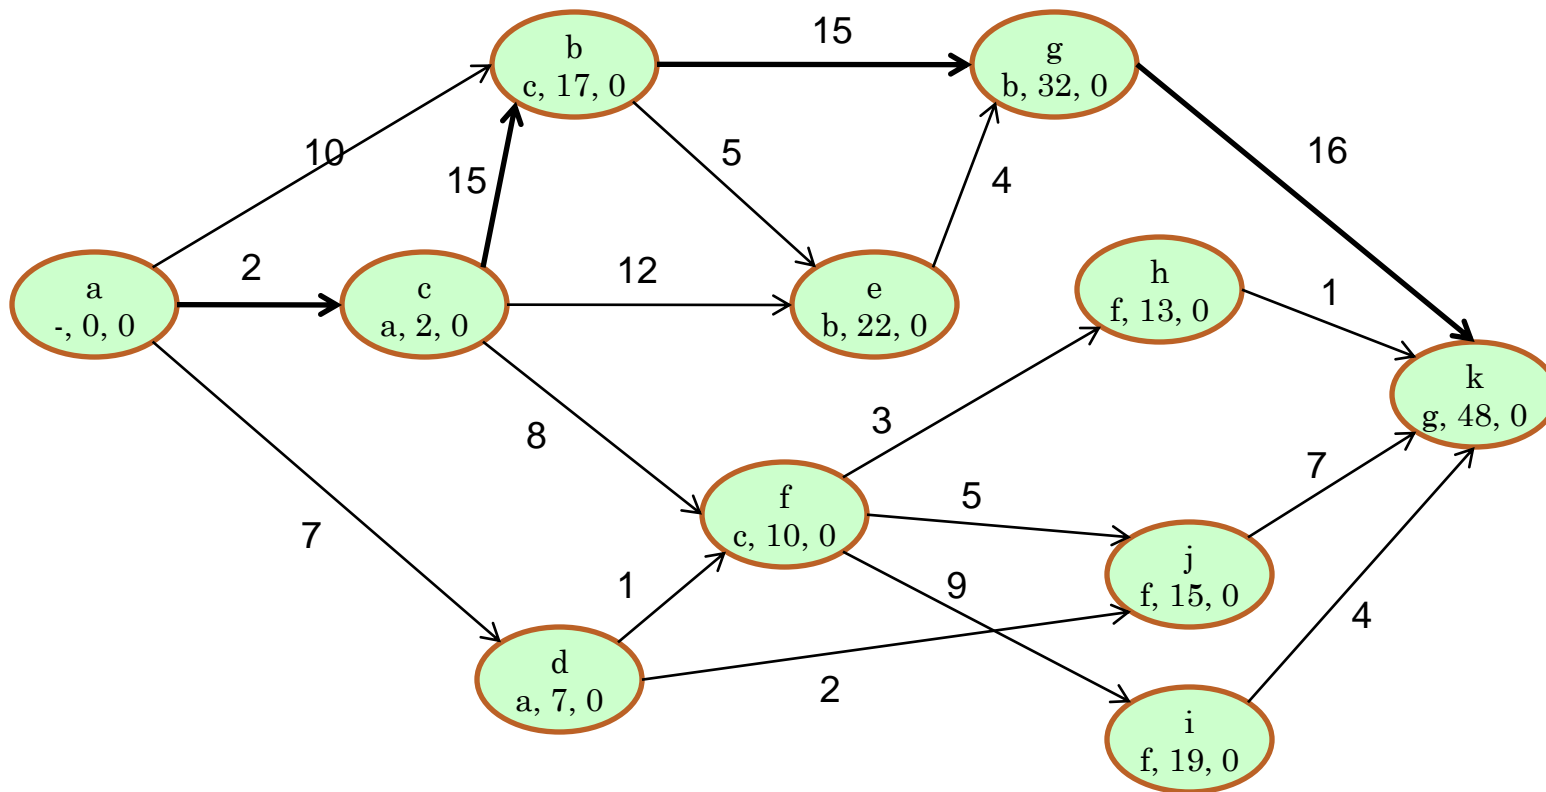 b
c, 17, 0
15
g
b, 32, 0
10
15
5
4
16
a
-, 0, 0
2
c
a, 2, 0
12
e
b, 22, 0
h
f, 13, 0
1
k
g, 48, 0
8
3
7
7
f
c, 10, 0
5
1
9
j
f, 15, 0
4
d
a, 7, 0
2
i
f, 19, 0